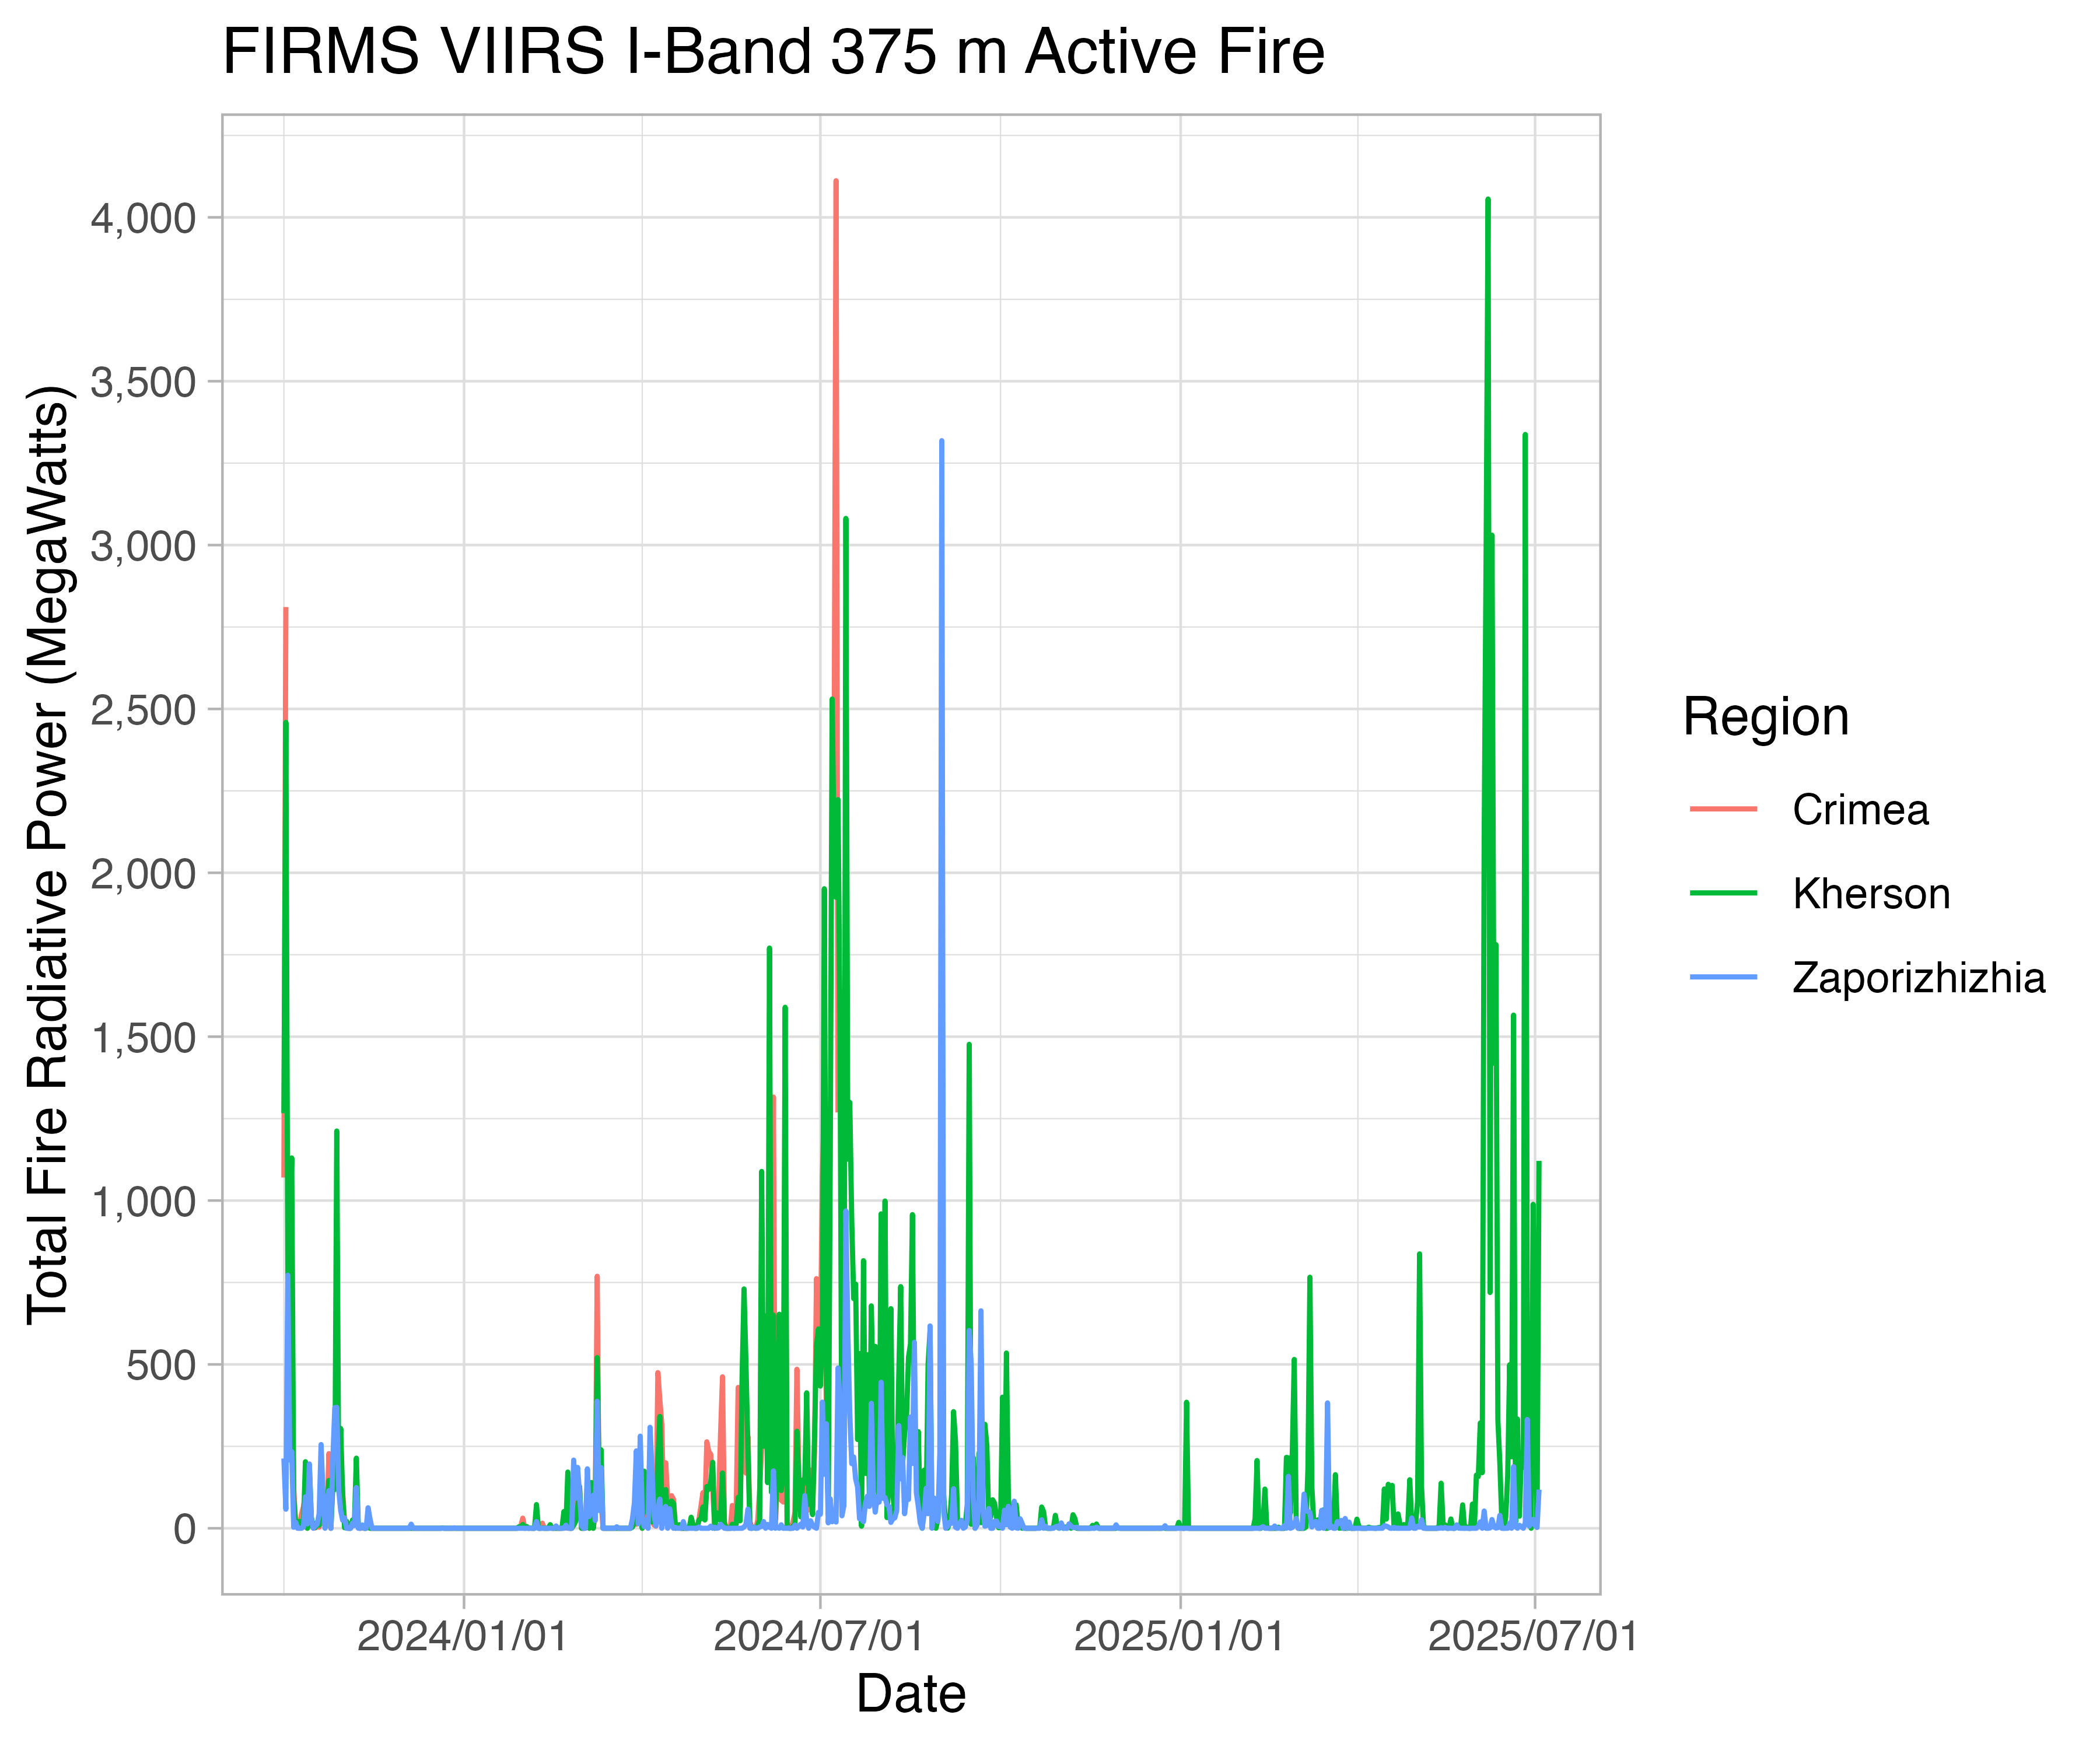 FIRMS VIIRS I-Band 375 m Active Fire
Total Fire Radiative Power (MegaWatts)
4,000
3,500
3,000
2,500
2,000
1,500
1,000
500
0
2024/01/01 2024/07/01 2025/01/01 2025/07/01
Date
Region
Crimea
Kherson
Zaporizhizhia